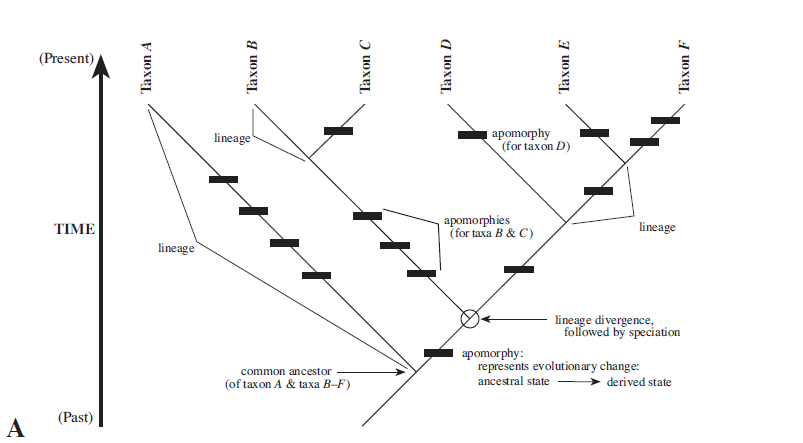 (Present)
Taxon A
Taxon B
Taxon C
Taxon D
Taxon E
Taxon F
lineage
apomorphy
(for taxon D)
apomorphies
(for taxa B & C)
TIME
lineage
lineage
lineage divergence,
followed by speciation
apomorphy:
represents evolutionary change:
ancestral state
derived state
common ancestor
(of taxon A & taxa B–F)
(Past)
A